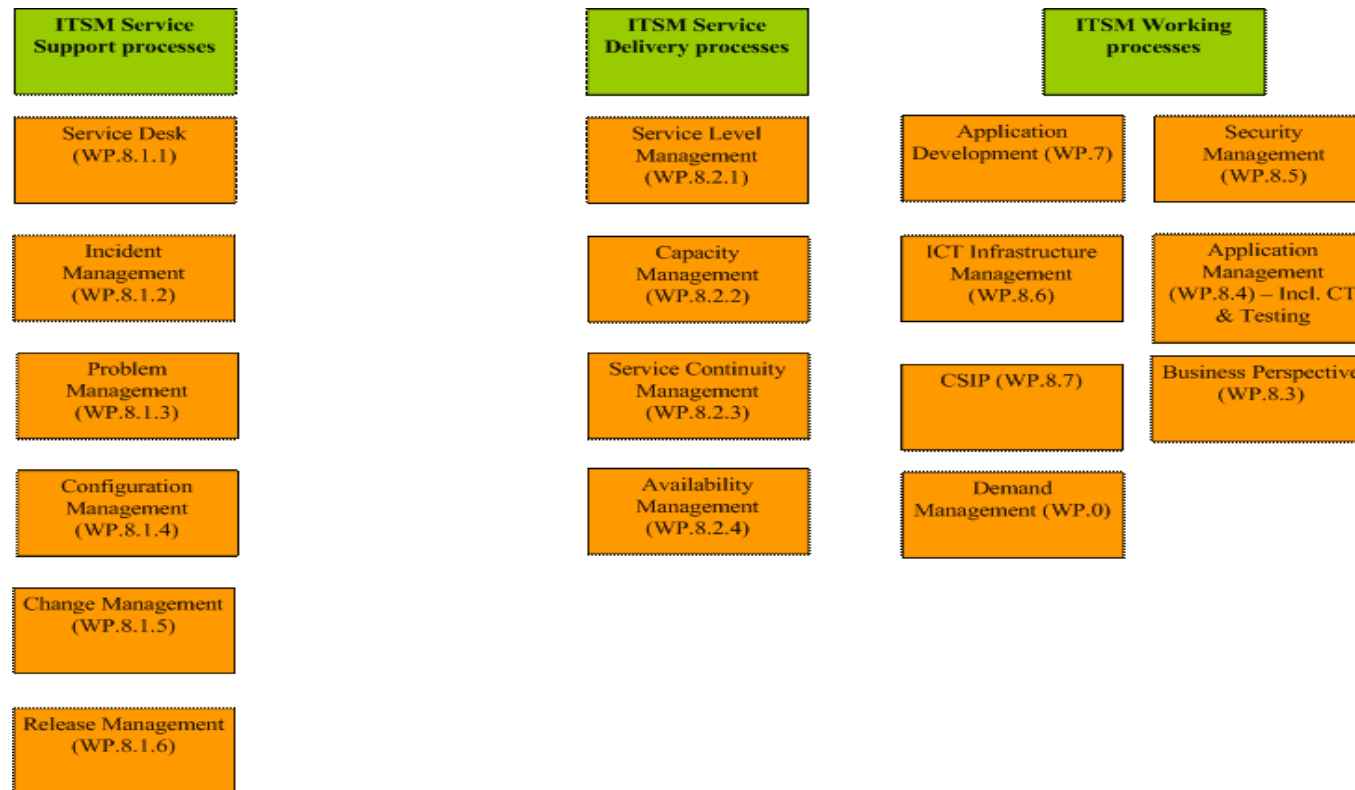 ITSM Service
Support processes
Service Desk
(WP.8.1.1)
Incident
Management
(WP.8.1.2)
Problem
Management
(WP.8.1.3)
Configuration
Management
(WP.8.1.4)
Change Management
(WP.8.1.5)
Release Management
(WP.8.1.6)
ITSM Service
Delivery processes
Service Level
Management
(WP.8.2.1)
Capacity
Management
(WP.8.2.2)
Service Continuity
Management
(WP.8.2.3)
Availability
Management
(WP.8.2.4)
ITSM Working
processes
Application
Development (WP.7)
Security
Management
(WP.8.5)
ICT Infrastructure
Management
(WP.8.6)
Application
Management
(WP.8.4) – Incl. CT
& Testing
CSIP (WP.8.7)
Business Perspective
(WP.8.3)
Demand
Management (WP.0)